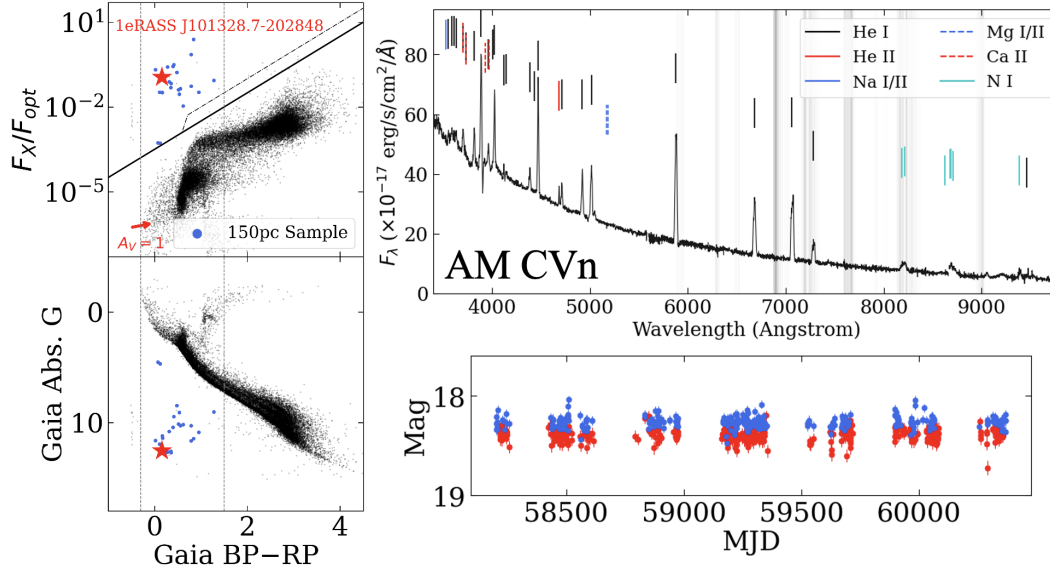 1eRASS J101328.7-202848
10^1
10^-2
10^-5
F_X/F_opt
A_V = 1
150pc Sample
0
10
Gaia Abs. G
0
2
4
Gaia BP−RP
80
60
40
20
0
F_λ (×10^−17 erg/s/cm^2/Å)
He I
He II
Na I/II
Mg I/II
Ca II
N I
AM CVn
4000
5000
6000
7000
8000
9000
Wavelength (Angstrom)
18
19
Mag
58500
59000
59500
60000
MJD